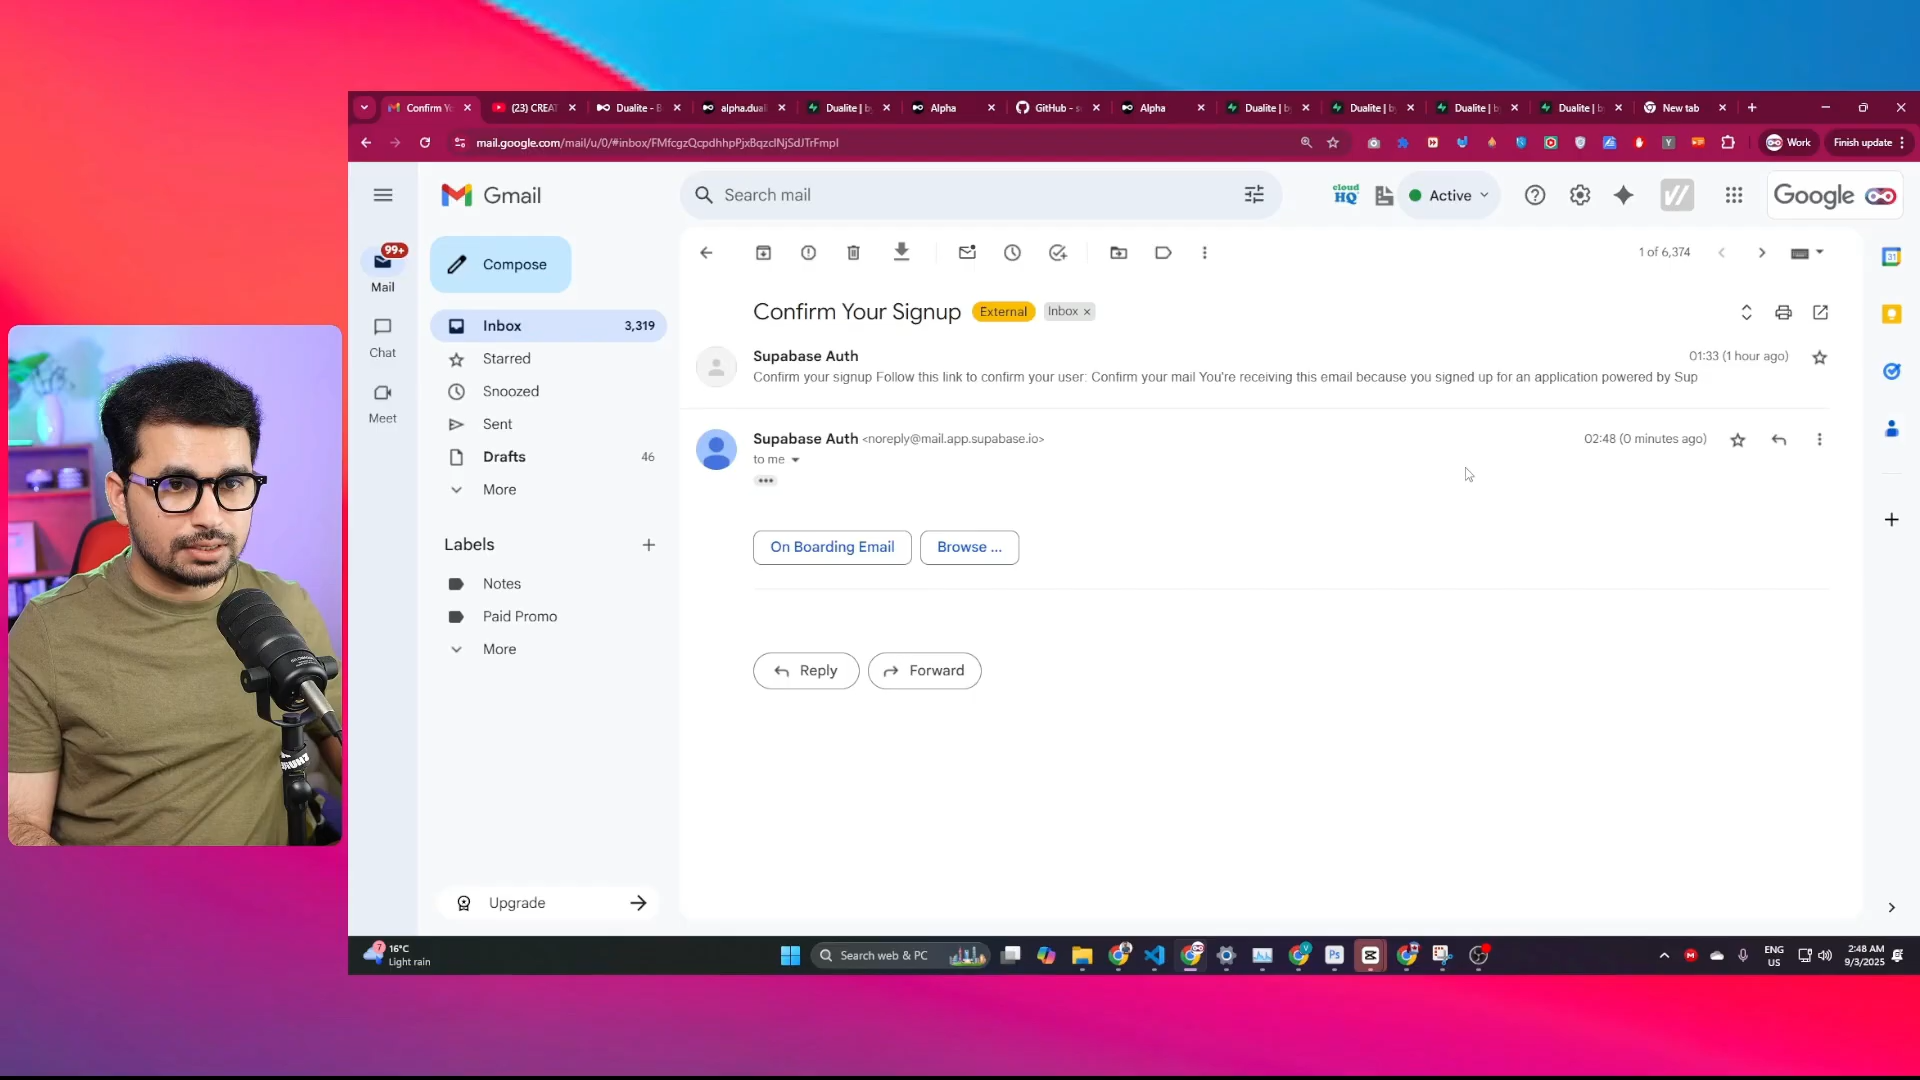 Confirm Yo
(23) CREAT
Dualite - B
alpha.dual
Dualite | b
Alpha
GitHub - s
Alpha
Dualite | b
Dualite | b
Dualite | b
Dualite | b
New tab
mail.google.com/mail/u/0/#inbox/FMfcgzQcpdhhpPjxBqzclNjSdJTrFmpl
Work
Finish update
Gmail
Search mail
cloud
HQ
Active
Google
99+
Mail
Chat
Meet
Compose
Inbox 3,319
Starred
Snoozed
Sent
Drafts 46
More
Labels
Notes
Paid Promo
More
Upgrade
1 of 6,374
Confirm Your Signup External Inbox ×
Supabase Auth 01:33 (1 hour ago)
Confirm your signup Follow this link to confirm your user: Confirm your mail You're receiving this email because you signed up for an application powered by Sup
Supabase Auth <noreply@mail.app.supabase.io> 02:48 (0 minutes ago)
to me
On Boarding Email
Browse ...
Reply
Forward
31
7
16°C
Light rain
Search web & PC
Ps
ENG
US
2:48 AM
9/3/2025